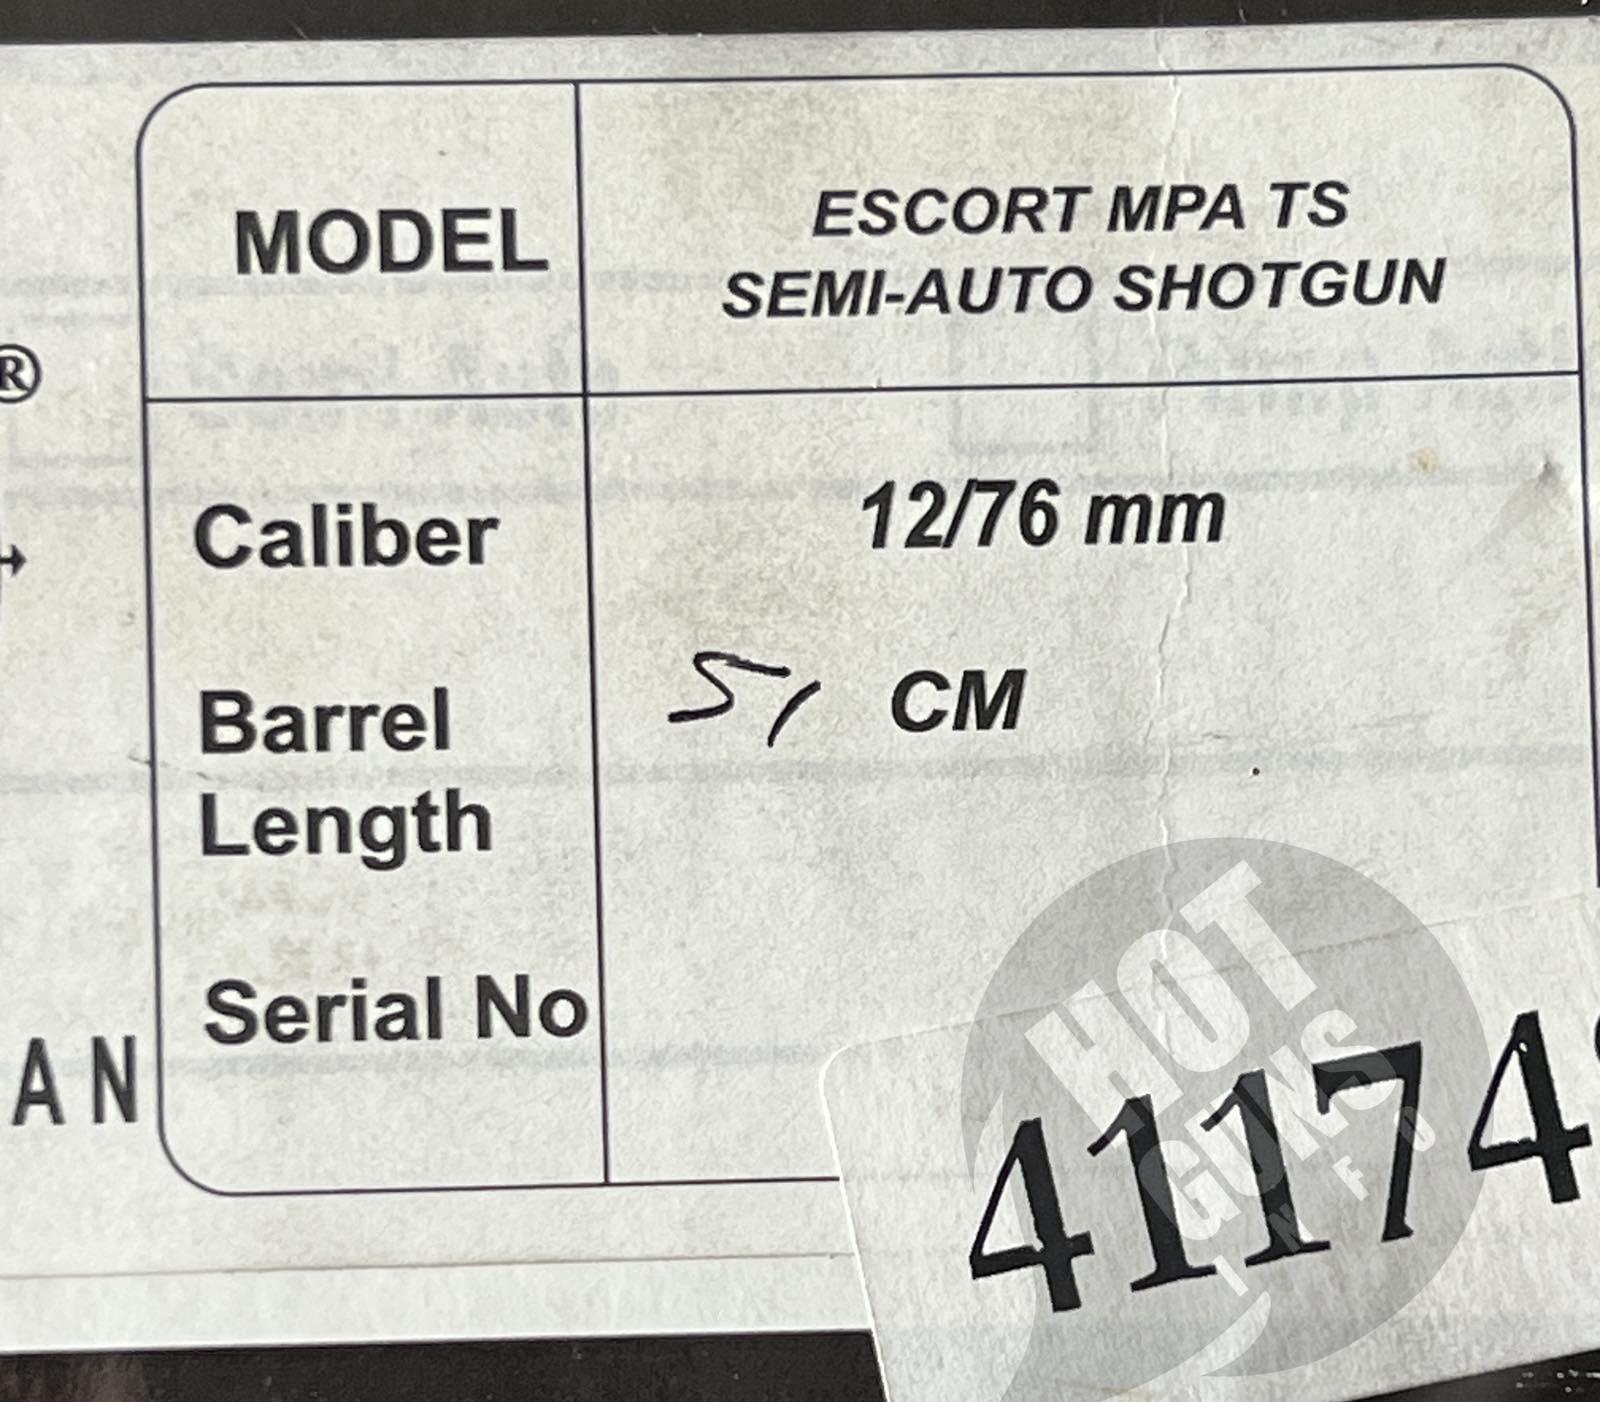 MODEL
ESCORT MPA TS
SEMI-AUTO SHOTGUN
®
Caliber
12/76 mm
Barrel
Length
51 CM
Serial No
AN
41174
HOT
GUNS
INFO